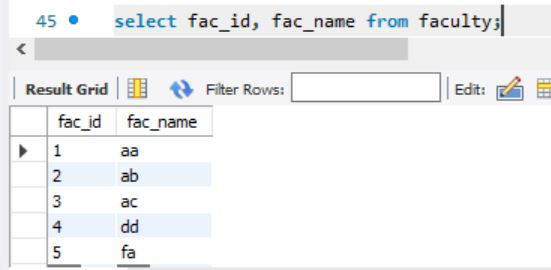 45 select fac_id, fac_name from faculty;
Result Grid Filter Rows: Edit:
fac_id fac_name
1 aa
2 ab
3 ac
4 dd
5 fa